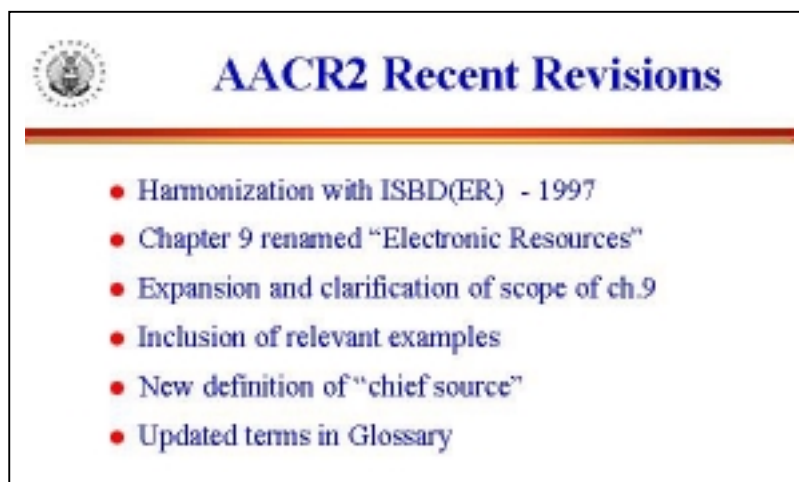 AACR2 Recent Revisions
Harmonization with ISBD(ER) - 1997
Chapter 9 renamed “Electronic Resources”
Expansion and clarification of scope of ch.9
Inclusion of relevant examples
New definition of “chief source”
Updated terms in Glossary